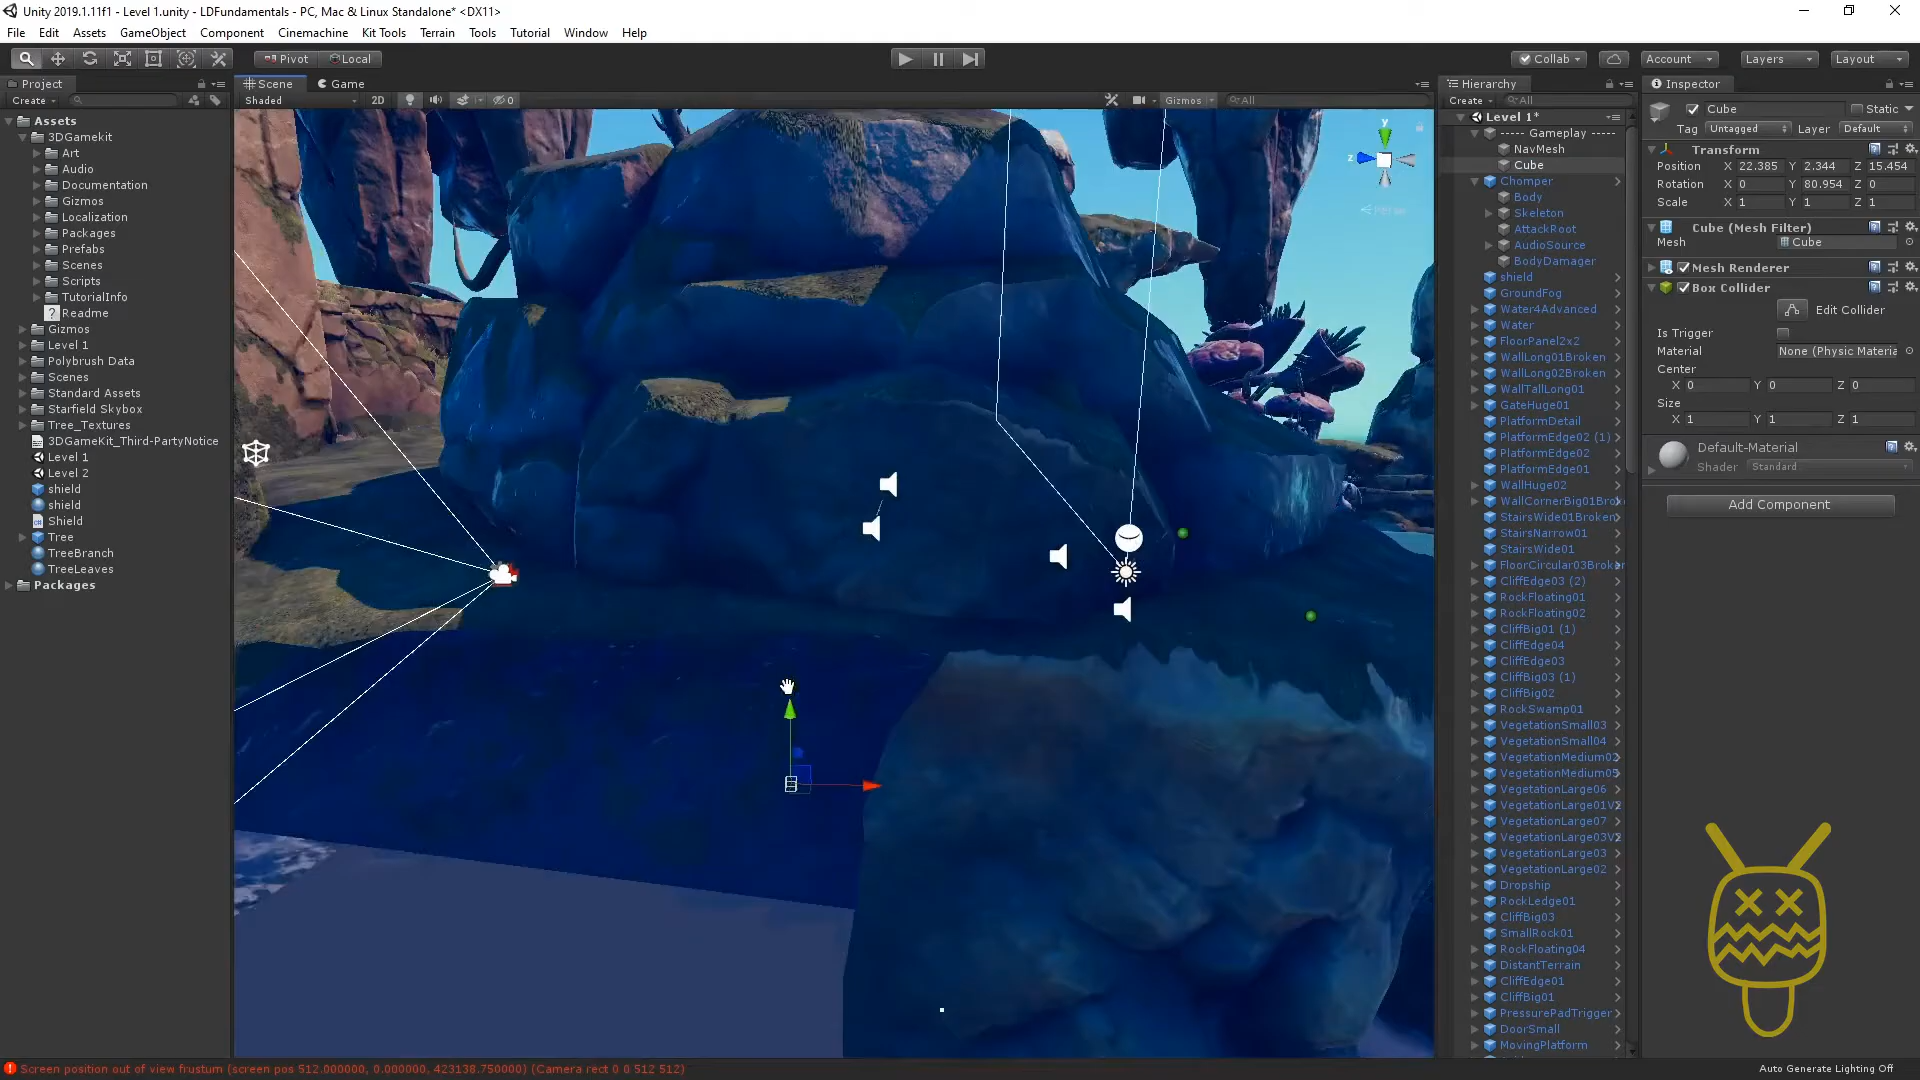 Unity 2019.1.11f1 - Level 1.unity - LDFundamentals - PC, Mac & Linux Standalone* <DX11>
File Edit Assets GameObject Component Cinemachine Kit Tools Terrain Tools Tutorial Window Help
Pivot Local Collab Account Layers Layout
Project
Create
Assets
3DGamekit
Art
Audio
Documentation
Gizmos
Localization
Packages
Prefabs
Scenes
Scripts
TutorialInfo
Readme
Gizmos
Level 1
Polybrush Data
Scenes
Standard Assets
Starfield Skybox
Tree_Textures
3DGameKit_Third-PartyNotice
Level 1
Level 2
shield
shield
Shield
Tree
TreeBranch
TreeLeaves
Packages
Scene Game
Shaded 2D 0 Gizmos All
y
z
Persp
Hierarchy
Create All
Level 1*
----- Gameplay -----
NavMesh
Cube
Chomper
Body
Skeleton
AttackRoot
AudioSource
BodyDamager
shield
GroundFog
Water4Advanced
Water
FloorPanel2x2
WallLong01Broken
WallLong02Broken
WallTallLong01
GateHuge01
PlatformDetail
PlatformEdge02 (1)
PlatformEdge02
PlatformEdge01
WallHuge02
WallCornerBig01Brok
StairsWide01Broken
StairsNarrow01
StairsWide01
FloorCircular03Broke
CliffEdge03 (2)
RockFloating01
RockFloating02
CliffBig01 (1)
CliffEdge04
CliffEdge03
CliffBig03 (1)
CliffBig02
RockSwamp01
VegetationSmall03
VegetationSmall04
VegetationMedium02
VegetationMedium05
VegetationLarge06
VegetationLarge01V2
VegetationLarge07
VegetationLarge03V2
VegetationLarge03
VegetationLarge02
Dropship
RockLedge01
CliffBig03
SmallRock01
RockFloating04
DistantTerrain
CliffEdge01
CliffBig01
PressurePadTrigger
DoorSmall
MovingPlatform
Inspector
Cube Static
Tag Untagged Layer Default
Transform
Position X 22.385 Y 2.344 Z 15.454
Rotation X 0 Y 80.954 Z 0
Scale X 1 Y 1 Z 1
Cube (Mesh Filter)
Mesh Cube
Mesh Renderer
Box Collider
Edit Collider
Is Trigger
Material None (Physic Materia
Center
X 0 Y 0 Z 0
Size
X 1 Y 1 Z 1
Default-Material
Shader Standard
Add Component
Screen position out of view frustum (screen pos 512.000000, 0.000000, 423138.750000) (Camera rect 0 0 512 512)
Auto Generate Lighting Off